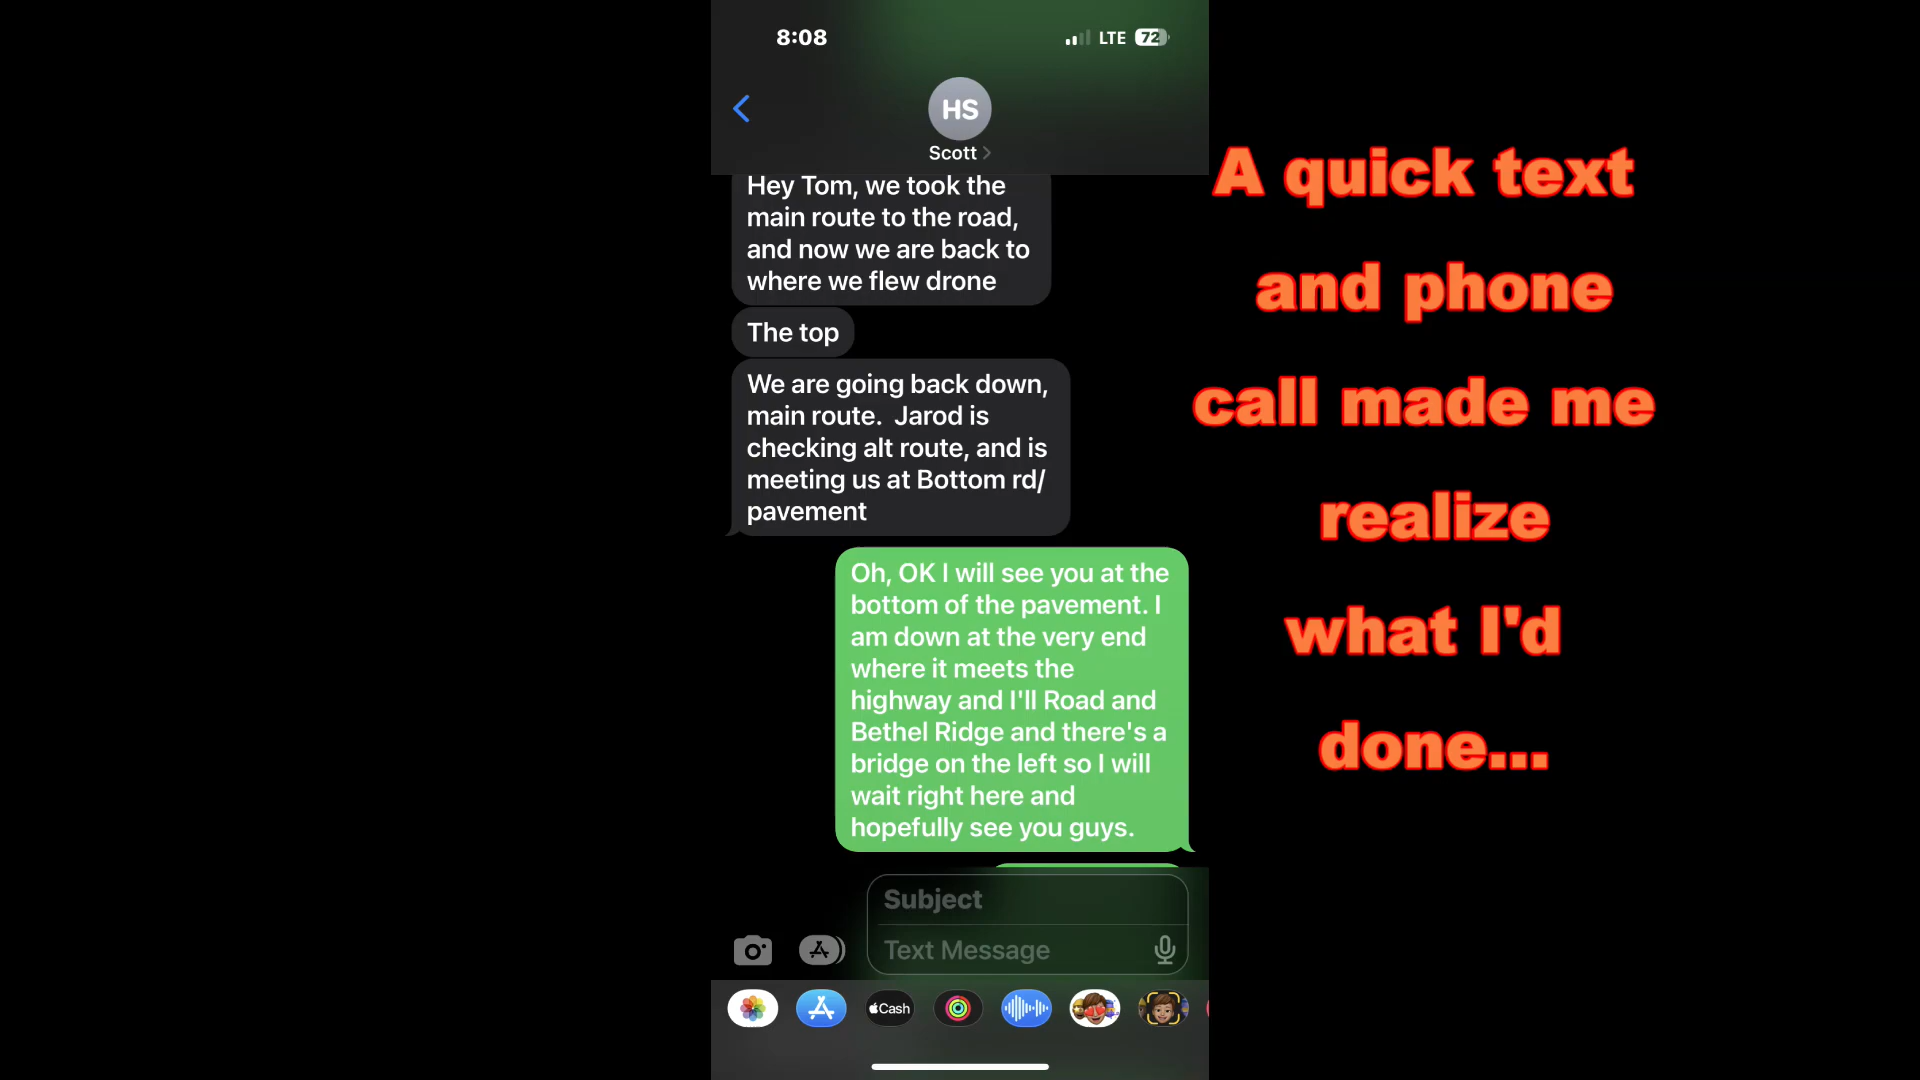 8:08
LTE
72
HS
Scott
Hey Tom, we took the
main route to the road,
and now we are back to
where we flew drone
The top
We are going back down,
main route.  Jarod is
checking alt route, and is
meeting us at Bottom rd/
pavement
Oh, OK I will see you at the
bottom of the pavement. I
am down at the very end
where it meets the
highway and I'll Road and
Bethel Ridge and there's a
bridge on the left so I will
wait right here and
hopefully see you guys.
Subject
Text Message
Cash
A quick text
and phone
call made me
realize
what I'd
done...